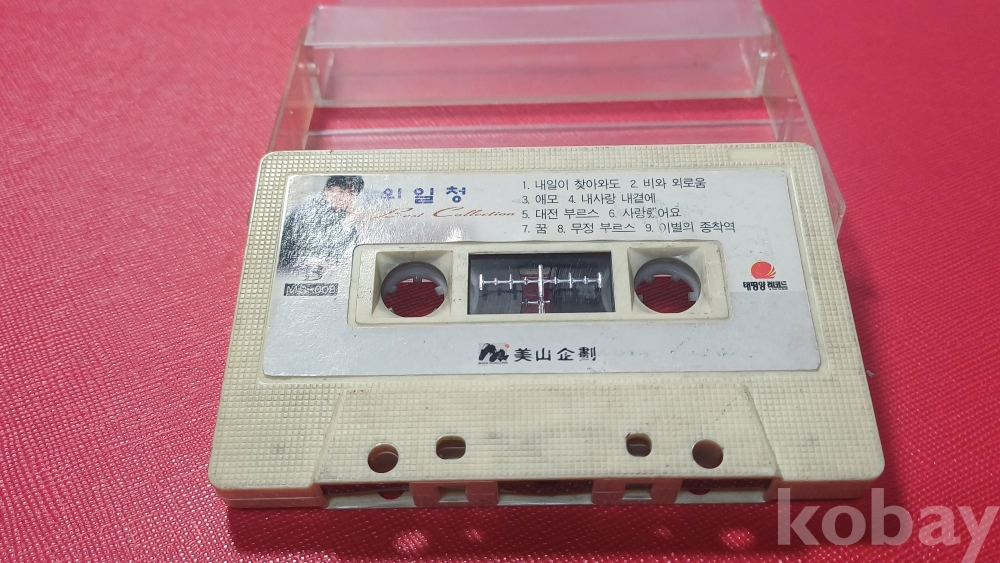 의일청
Best Collection
1. 내일이 찾아와도 2. 비와 외로움
3. 애모 4. 내사랑 내곁에
5. 대전 부르스 6. 사랑했어요
7. 꿈 8. 무정 부르스 9. 이별의 종착역
MS-008
태평양 레코드
美山企劃
kobay